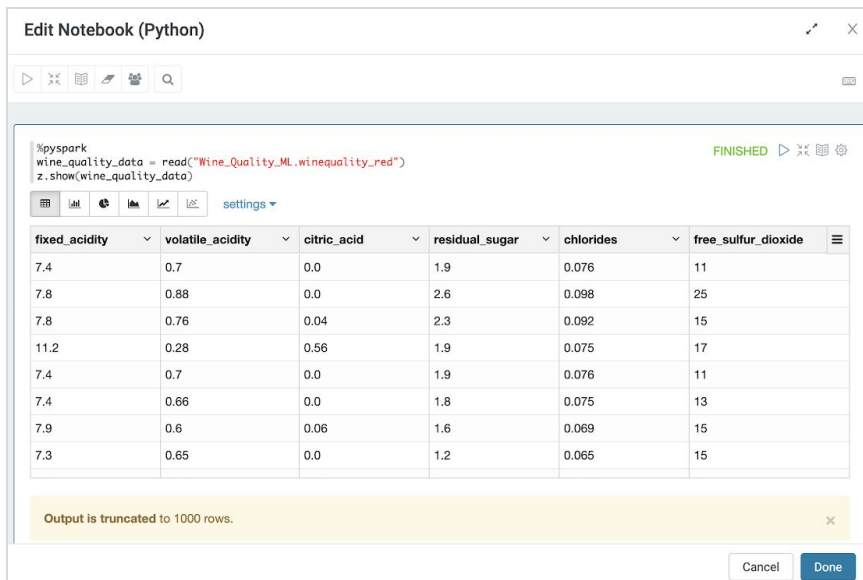 Edit Notebook (Python)
%pyspark
wine_quality_data = read("Wine_Quality_ML.winequality_red")
z.show(wine_quality_data)
FINISHED
settings
fixed_acidity volatile_acidity citric_acid residual_sugar chlorides free_sulfur_dioxide
7.4 0.7 0.0 1.9 0.076 11
7.8 0.88 0.0 2.6 0.098 25
7.8 0.76 0.04 2.3 0.092 15
11.2 0.28 0.56 1.9 0.075 17
7.4 0.7 0.0 1.9 0.076 11
7.4 0.66 0.0 1.8 0.075 13
7.9 0.6 0.06 1.6 0.069 15
7.3 0.65 0.0 1.2 0.065 15
Output is truncated to 1000 rows.
Cancel Done